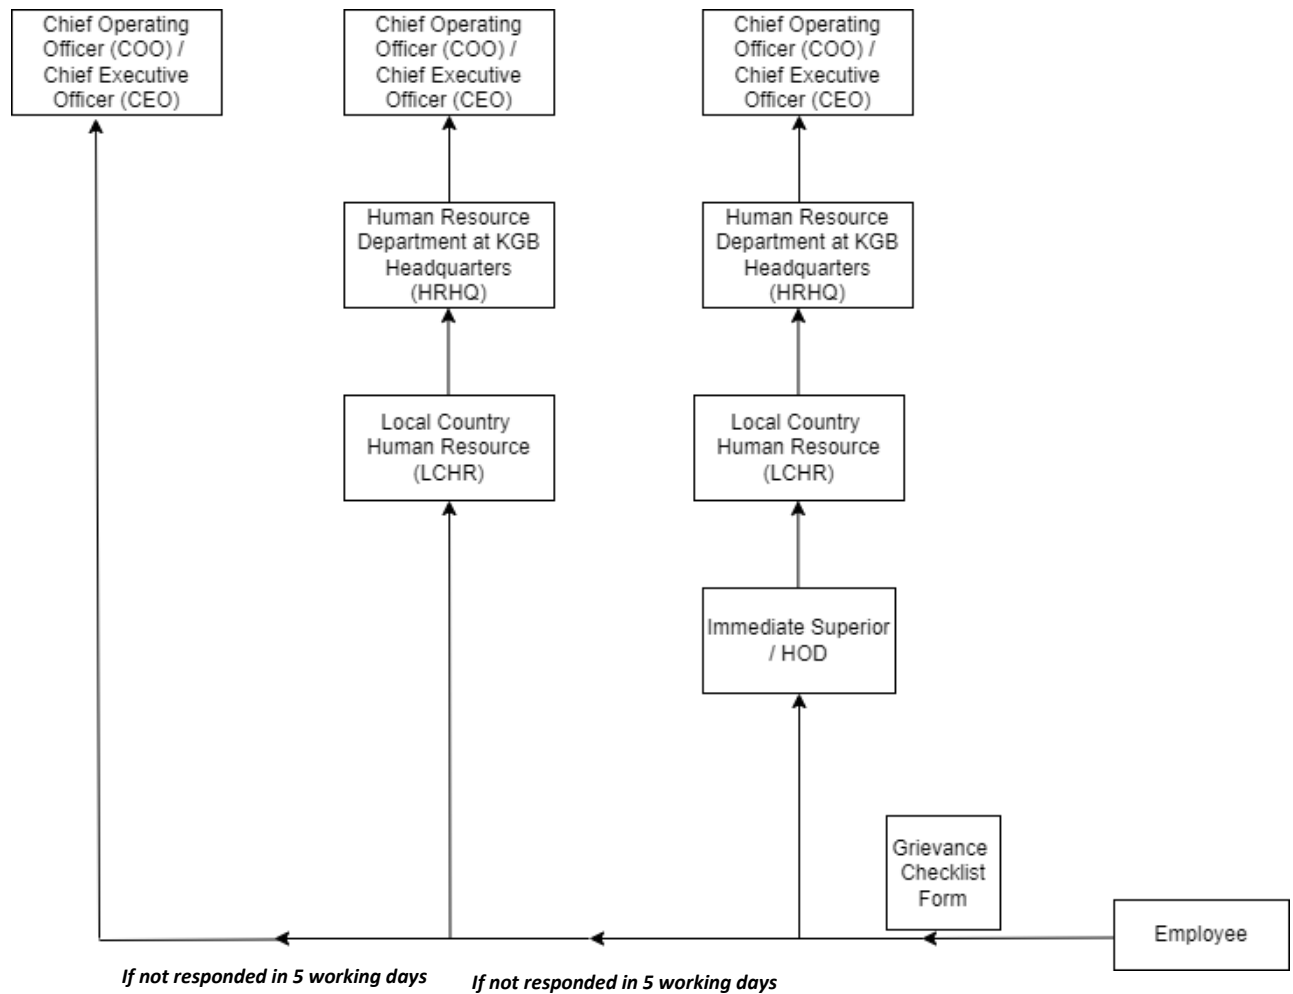 Chief Operating
Officer (COO) /
Chief Executive
Officer (CEO)
Chief Operating
Officer (COO) /
Chief Executive
Officer (CEO)
Chief Operating
Officer (COO) /
Chief Executive
Officer (CEO)
Human Resource
Department at KGB
Headquarters
(HRHQ)
Human Resource
Department at KGB
Headquarters
(HRHQ)
Local Country
Human Resource
(LCHR)
Local Country
Human Resource
(LCHR)
Immediate Superior
/ HOD
Grievance
Checklist
Form
Employee
If not responded in 5 working days
If not responded in 5 working days